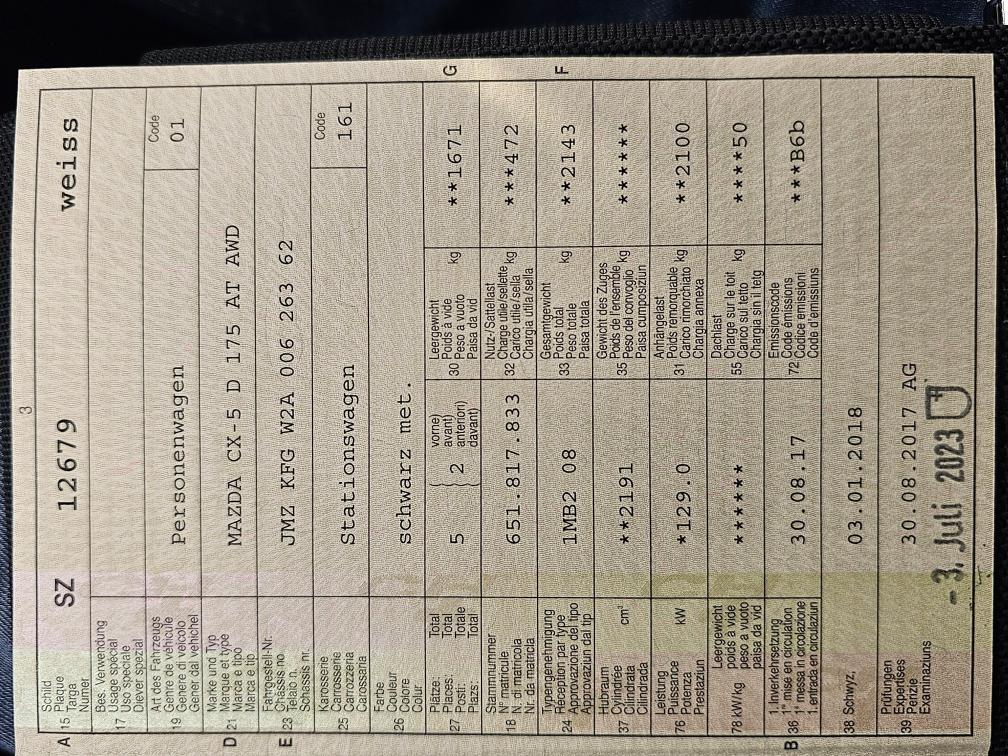 3
A 15 Schild
Plaque
Targa
Numer
SZ 12679 weiss
17 Bes. Verwendung
Usage spécial
Uso speciale
Diever spezial
19 Art des Fahrzeugs
Genre de véhicule
Genere di veicolo
Gener dal vehichel
Personenwagen
Code
01
D 21 Marke und Typ
Marque et type
Marca e tipo
Marca e tip
MAZDA CX-5 D 175 AT AWD
E 23 Fahrgestell-Nr.
Châssis no
Telaio n.
Schassis nr.
JMZ KFG W2A 006 263 62
25 Karosserie
Carrosserie
Carrozzeria
Carossaria
Stationswagen
Code
161
26 Farbe
Couleur
Colore
Colur
schwarz met.
27 Plätze: Total
Places: Total
Posti: Totale
Plazs: Total
5 2
vorne)
avant)
anteriori)
davant)
30 Leergewicht
Poids à vide
Peso a vuoto
Paisa da vid
kg **1671 G
18 Stammnummer
N° matricule
N. di matricola
Nr. da matricla
651.817.833
32 Nutz-/Sattellast
Charge utile/sellette
Carico utile/sella
Chargia utila/sella
kg ***472
24 Typengenehmigung
Réception par type
Approvazione del tipo
Approvaziun dal tip
1MB2 08
33 Gesamtgewicht
Poids total
Peso totale
Paisa totala
kg **2143 F
37 Hubraum
Cylindrée
Cilindrata
Cilindrada
cm³ **2191
35 Gewicht des Zuges
Poids de l'ensemble
Peso del convoglio
Paisa cumposiziun
kg ******
76 Leistung
Puissance
Potenza
Prestaziun
kW *129.0
31 Anhängelast
Poids remorquable
Carico rimorchiato
Chargia annexa
kg **2100
78 kW/kg Leergewicht
poids à vide
peso a vuoto
paisa da vid
******
55 Dachlast
Charge sur le toit
Carico sul tetto
Chargia sin il tetg
kg ****50
B 36 1. Inverkehrsetzung
1re mise en circulation
1a messa in circolazione
1. entrada en circulaziun
30.08.17
72 Emissionscode
Code émissions
Codice emissioni
Code d'emissiuns
***B6b
38 Schwyz,
03.01.2018
39 Prüfungen
Expertises
Perizie
Examinaziuns
30.08.2017 AG
- 3. Juli 2023